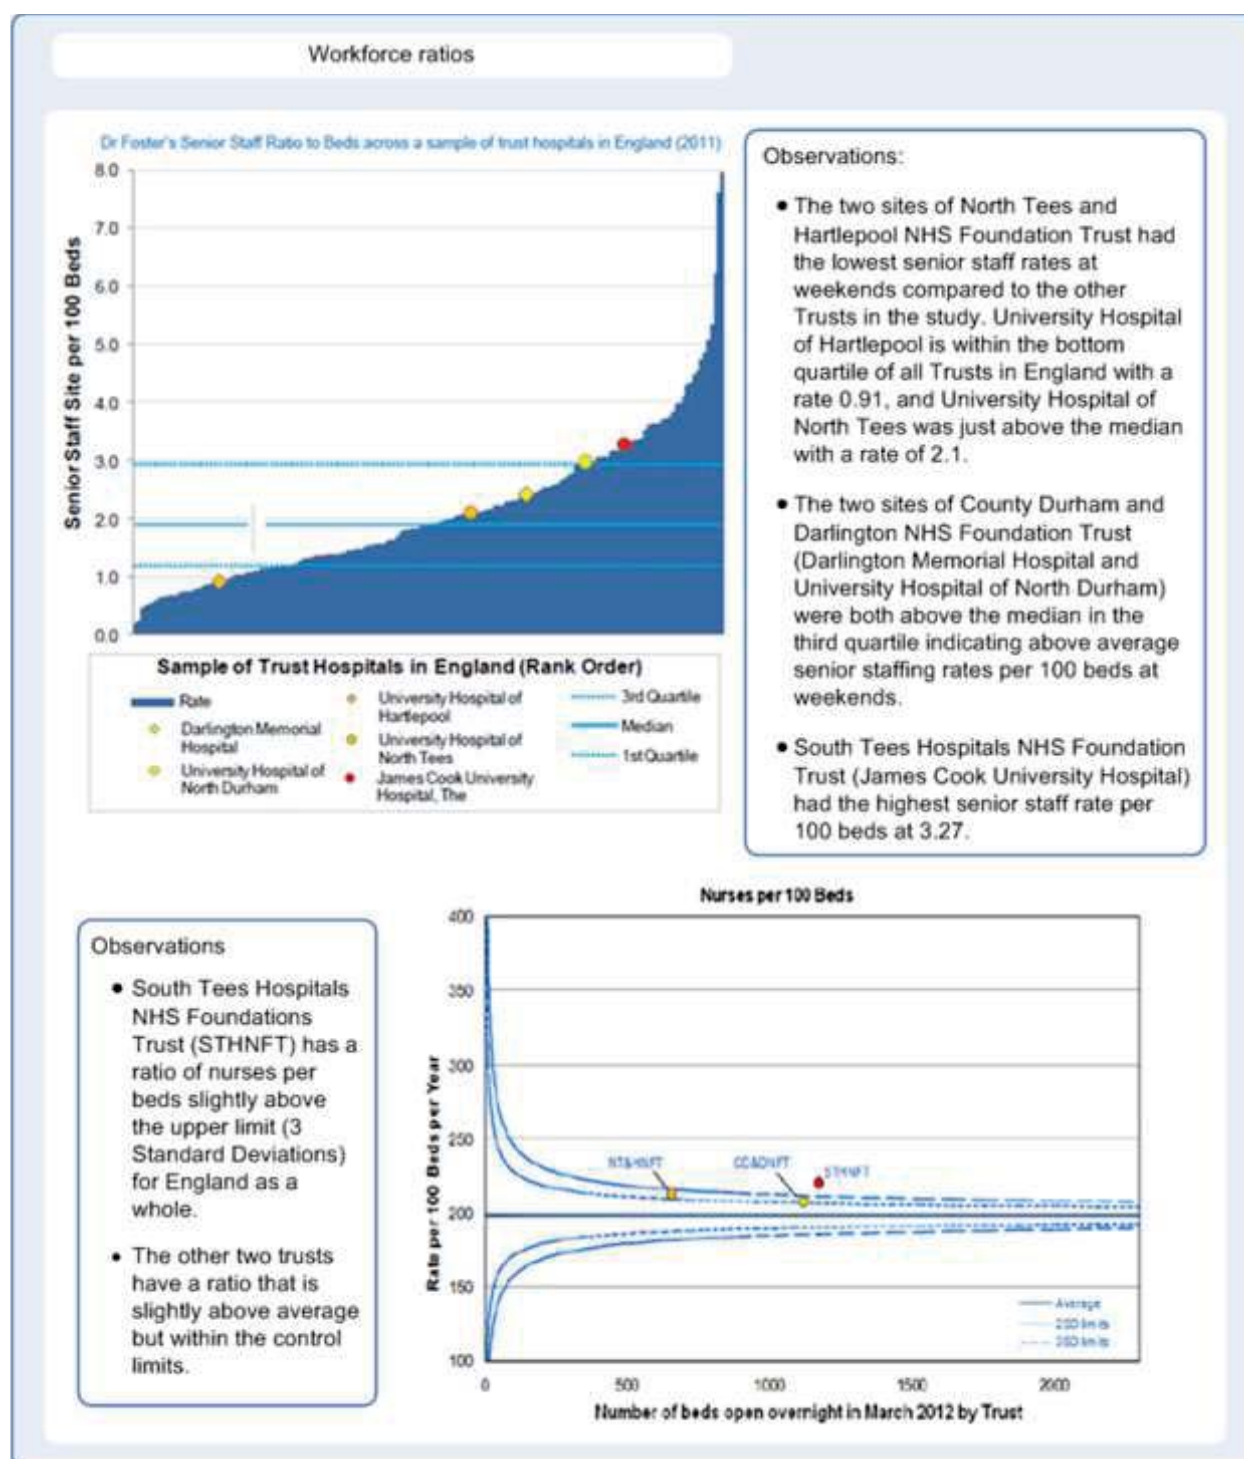 Workforce ratios
Dr Foster's Senior Staff Ratio to Beds across a sample of trust hospitals in England (2011)
Senior Staff Site per 100 Beds
8.0
7.0
6.0
5.0
4.0
3.0
2.0
1.0
0.0
Sample of Trust Hospitals in England (Rank Order)
Rate
Darlington Memorial
Hospital
University Hospital of
North Durham
University Hospital of
Hartlepool
University Hospital of
North Tees
James Cook University
Hospital, The
3rd Quartile
Median
1st Quartile
Observations:
• The two sites of North Tees and
Hartlepool NHS Foundation Trust had
the lowest senior staff rates at
weekends compared to the other
Trusts in the study. University Hospital
of Hartlepool is within the bottom
quartile of all Trusts in England with a
rate 0.91, and University Hospital of
North Tees was just above the median
with a rate of 2.1.
• The two sites of County Durham and
Darlington NHS Foundation Trust
(Darlington Memorial Hospital and
University Hospital of North Durham)
were both above the median in the
third quartile indicating above average
senior staffing rates per 100 beds at
weekends.
• South Tees Hospitals NHS Foundation
Trust (James Cook University Hospital)
had the highest senior staff rate per
100 beds at 3.27.
Observations
• South Tees Hospitals
NHS Foundations
Trust (STHNFT) has a
ratio of nurses per
beds slightly above
the upper limit (3
Standard Deviations)
for England as a
whole.
• The other two trusts
have a ratio that is
slightly above average
but within the control
limits.
Nurses per 100 Beds
Rate per 100 Beds per Year
400
350
300
250
200
150
100
NT&HNFT
STHNFT
Average
2SD limits
3SD limits
0
500
1000
1500
2000
Number of beds open overnight in March 2012 by Trust